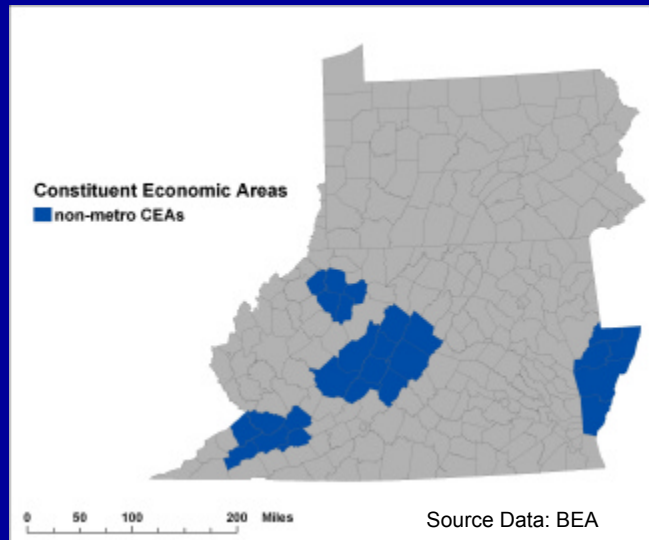 Constituent Economic Areas
non-metro CEAs
0 50 100 200 Miles
Source Data: BEA